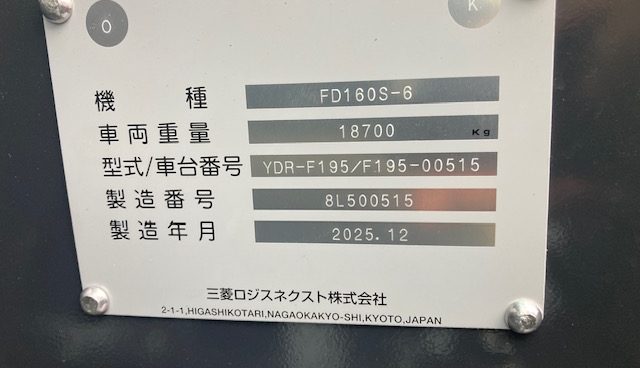 O K
機種 FD160S-6
車両重量 18700 Kg
型式/車台番号 YDR-F195/F195-00515
製造番号 8L500515
製造年月 2025.12
三菱ロジスネクスト株式会社
2-1-1,HIGASHIKOTARI,NAGAOKAKYO-SHI,KYOTO,JAPAN